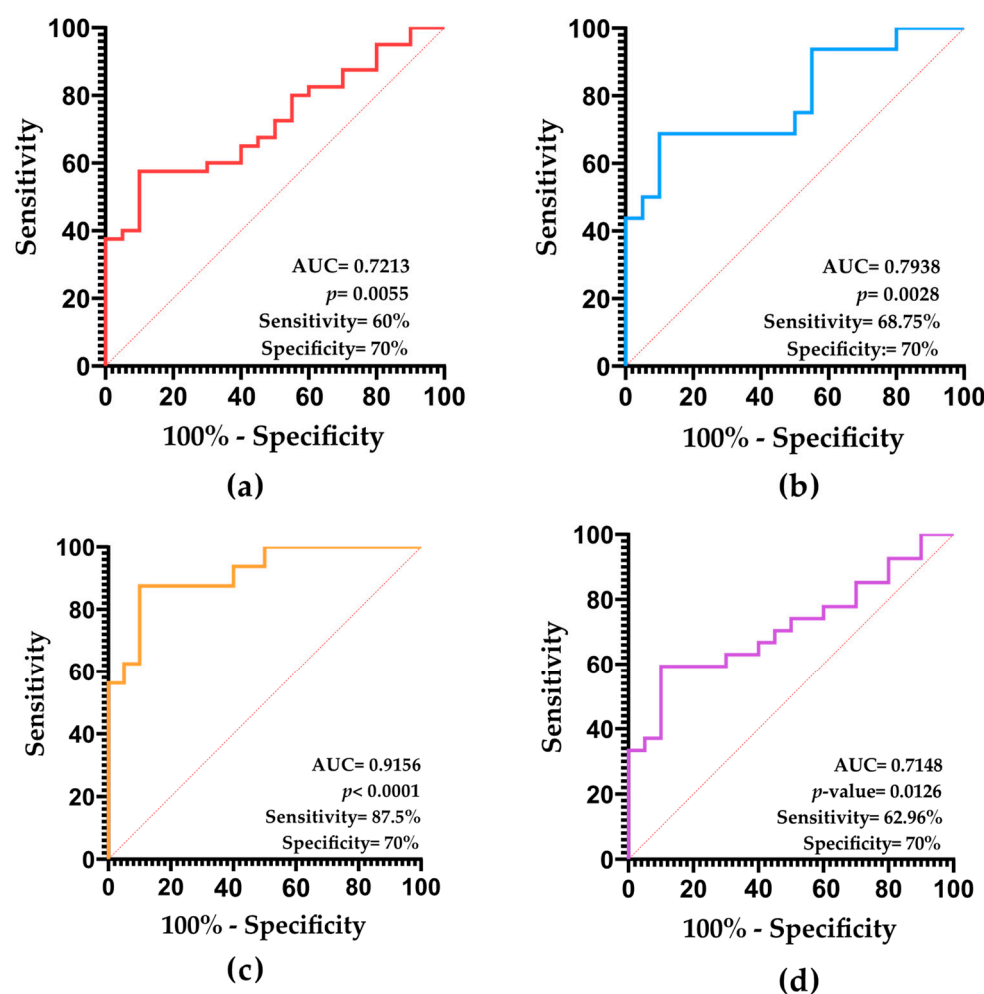 100
80
60
40
20
0
Sensitivity
AUC= 0.7213
p= 0.0055
Sensitivity= 60%
Specificity= 70%
0 20 40 60 80 100
100% - Specificity
(a)
100
80
60
40
20
0
Sensitivity
AUC= 0.7938
p= 0.0028
Sensitivity= 68.75%
Specificity:= 70%
0 20 40 60 80 100
100% - Specificity
(b)
100
80
60
40
20
0
Sensitivity
AUC= 0.9156
p< 0.0001
Sensitivity= 87.5%
Specificity= 70%
0 20 40 60 80 100
100% - Specificity
(c)
100
80
60
40
20
0
Sensitivity
AUC= 0.7148
p-value= 0.0126
Sensitivity= 62.96%
Specificity= 70%
0 20 40 60 80 100
100% - Specificity
(d)